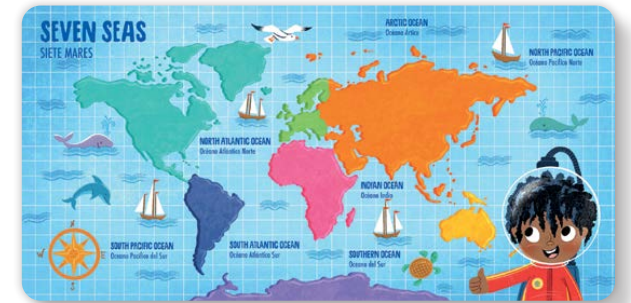 SEVEN SEAS
SIETE MARES
ARCTIC OCEAN
Océano Ártico
NORTH PACIFIC OCEAN
Océano Pacífico Norte
NORTH ATLANTIC OCEAN
Océano Atlántico Norte
INDIAN OCEAN
Océano Índico
SOUTH PACIFIC OCEAN
Océano Pacífico del Sur
SOUTH ATLANTIC OCEAN
Océano Atlántico Sur
SOUTHERN OCEAN
Océano del Sur
N
W
E
S